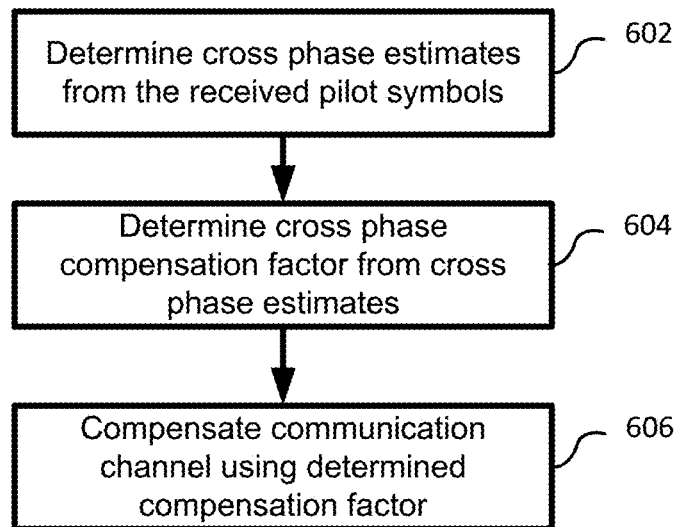 Determine cross phase estimates
from the received pilot symbols
602
Determine cross phase
compensation factor from cross
phase estimates
604
Compensate communication
channel using determined
compensation factor
606